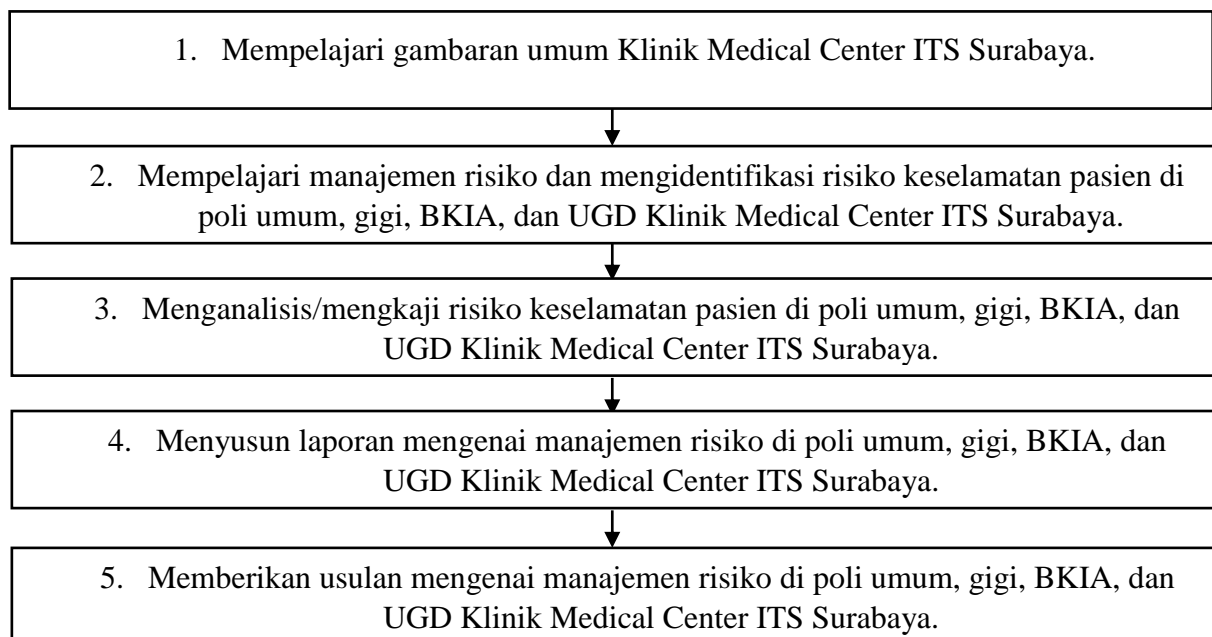 1. Mempelajari gambaran umum Klinik Medical Center ITS Surabaya.
2. Mempelajari manajemen risiko dan mengidentifikasi risiko keselamatan pasien di
poli umum, gigi, BKIA, dan UGD Klinik Medical Center ITS Surabaya.
3. Menganalisis/mengkaji risiko keselamatan pasien di poli umum, gigi, BKIA, dan
UGD Klinik Medical Center ITS Surabaya.
4. Menyusun laporan mengenai manajemen risiko di poli umum, gigi, BKIA, dan
UGD Klinik Medical Center ITS Surabaya.
5. Memberikan usulan mengenai manajemen risiko di poli umum, gigi, BKIA, dan
UGD Klinik Medical Center ITS Surabaya.